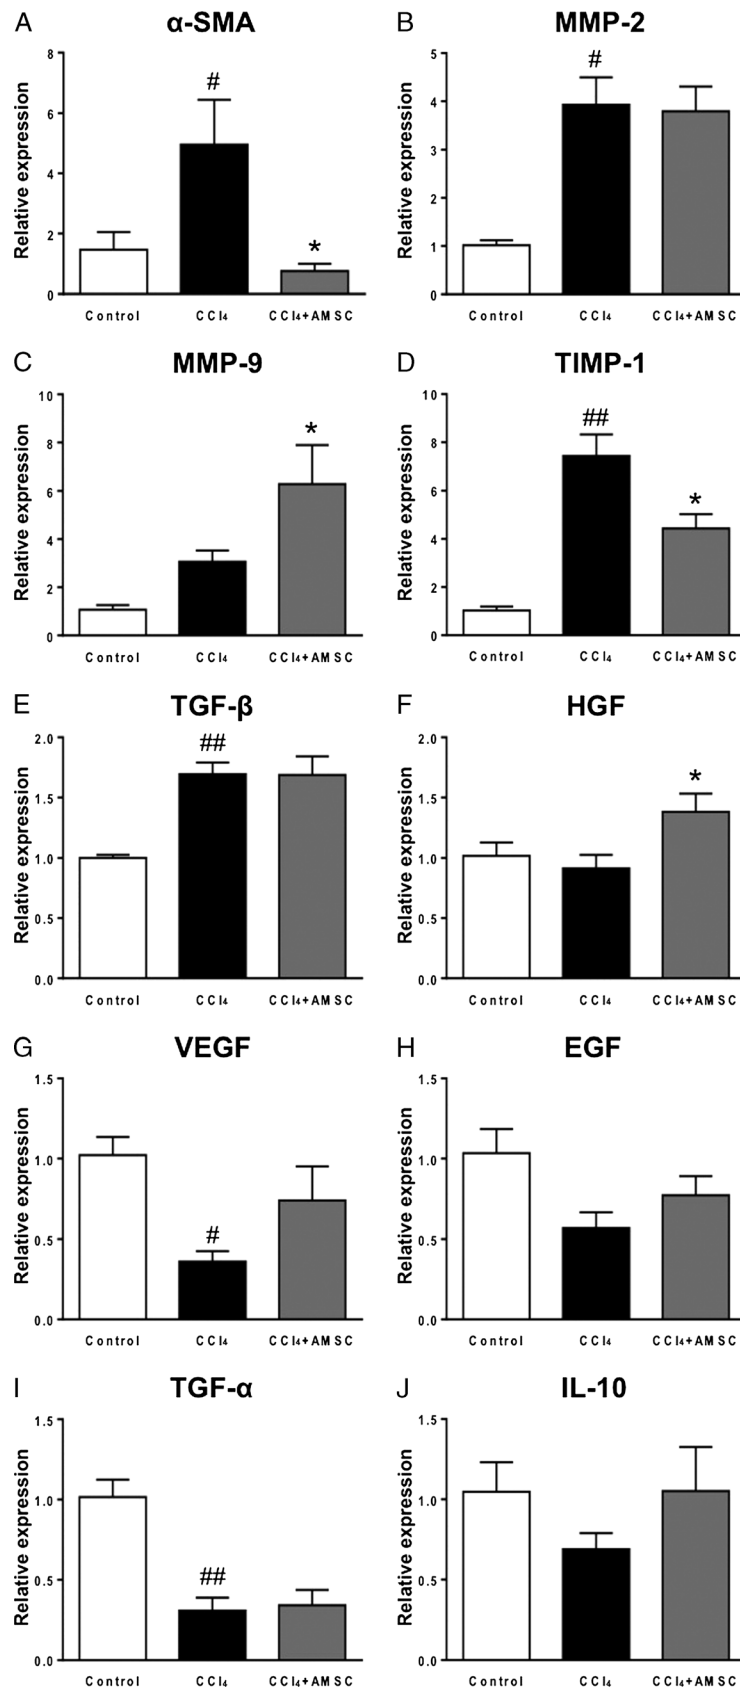 A α-SMA
Relative expression
8
6
4
2
0
#
*
Control CCl₄ CCl₄+AMSC
B MMP-2
Relative expression
5
4
3
2
1
0
#
Control CCl₄ CCl₄+AMSC
C MMP-9
Relative expression
10
8
6
4
2
0
*
Control CCl₄ CCl₄+AMSC
D TIMP-1
Relative expression
10
8
6
4
2
0
##
*
Control CCl₄ CCl₄+AMSC
E TGF-β
Relative expression
2.0
1.5
1.0
0.5
0.0
##
Control CCl₄ CCl₄+AMSC
F HGF
Relative expression
2.0
1.5
1.0
0.5
0.0
*
Control CCl₄ CCl₄+AMSC
G VEGF
Relative expression
1.5
1.0
0.5
0.0
#
Control CCl₄ CCl₄+AMSC
H EGF
Relative expression
1.5
1.0
0.5
0.0
Control CCl₄ CCl₄+AMSC
I TGF-α
Relative expression
1.5
1.0
0.5
0.0
##
Control CCl₄ CCl₄+AMSC
J IL-10
Relative expression
1.5
1.0
0.5
0.0
Control CCl₄ CCl₄+AMSC